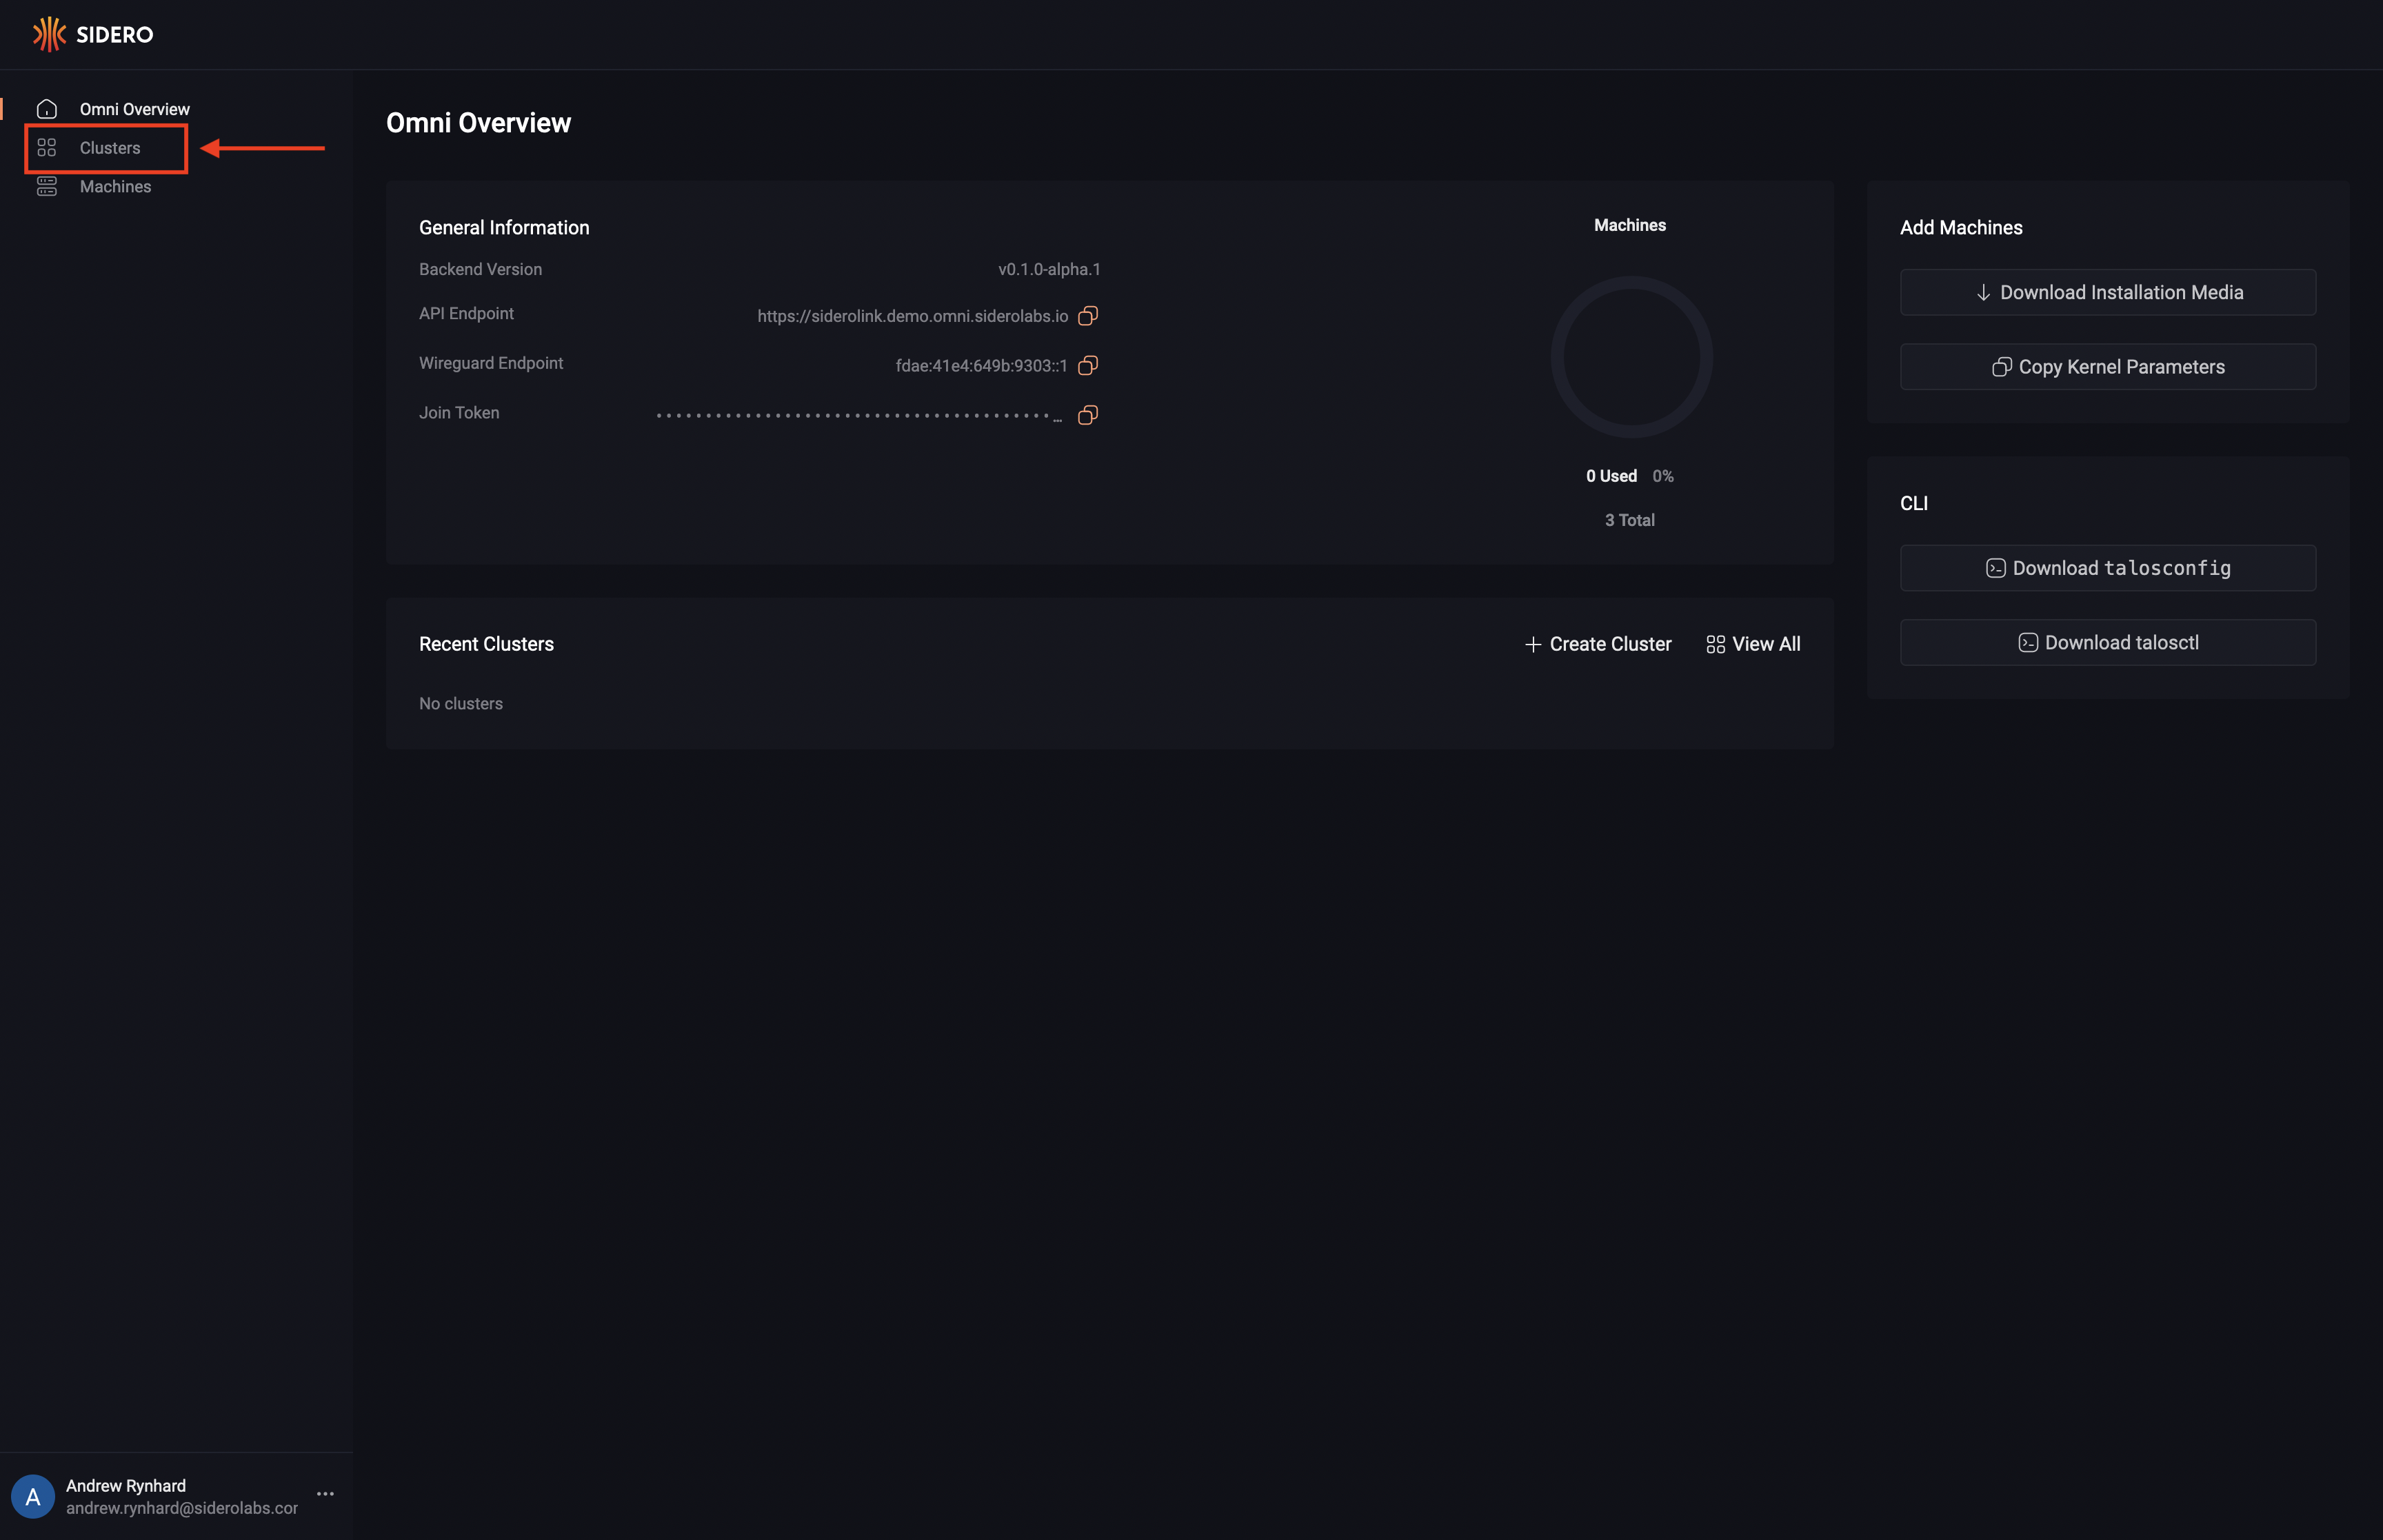 SIDERO
Omni Overview
Clusters
Machines
Omni Overview
General Information
Backend Version v0.1.0-alpha.1
API Endpoint https://siderolink.demo.omni.siderolabs.io
Wireguard Endpoint fdae:41e4:649b:9303::1
Join Token
Machines
0 Used 0%
3 Total
Recent Clusters
Create Cluster
View All
No clusters
Add Machines
Download Installation Media
Copy Kernel Parameters
CLI
Download talosconfig
Download talosctl
A
Andrew Rynhard
andrew.rynhard@siderolabs.cor